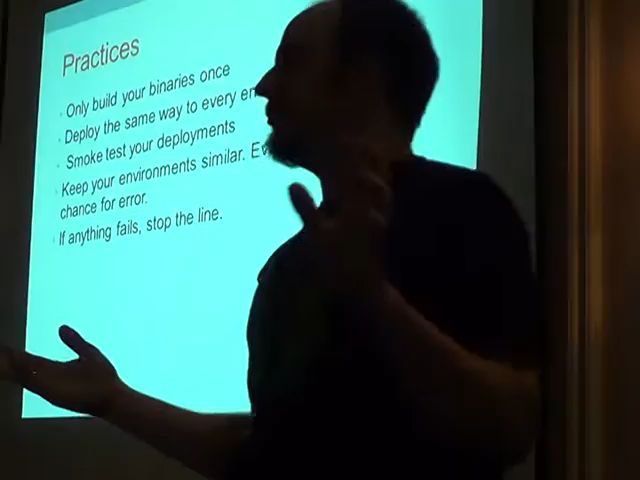 Practices
Only build your binaries once
Deploy the same way to every
Smoke test your deployments
Keep your environments similar.
chance for error.
If anything fails, stop the line.